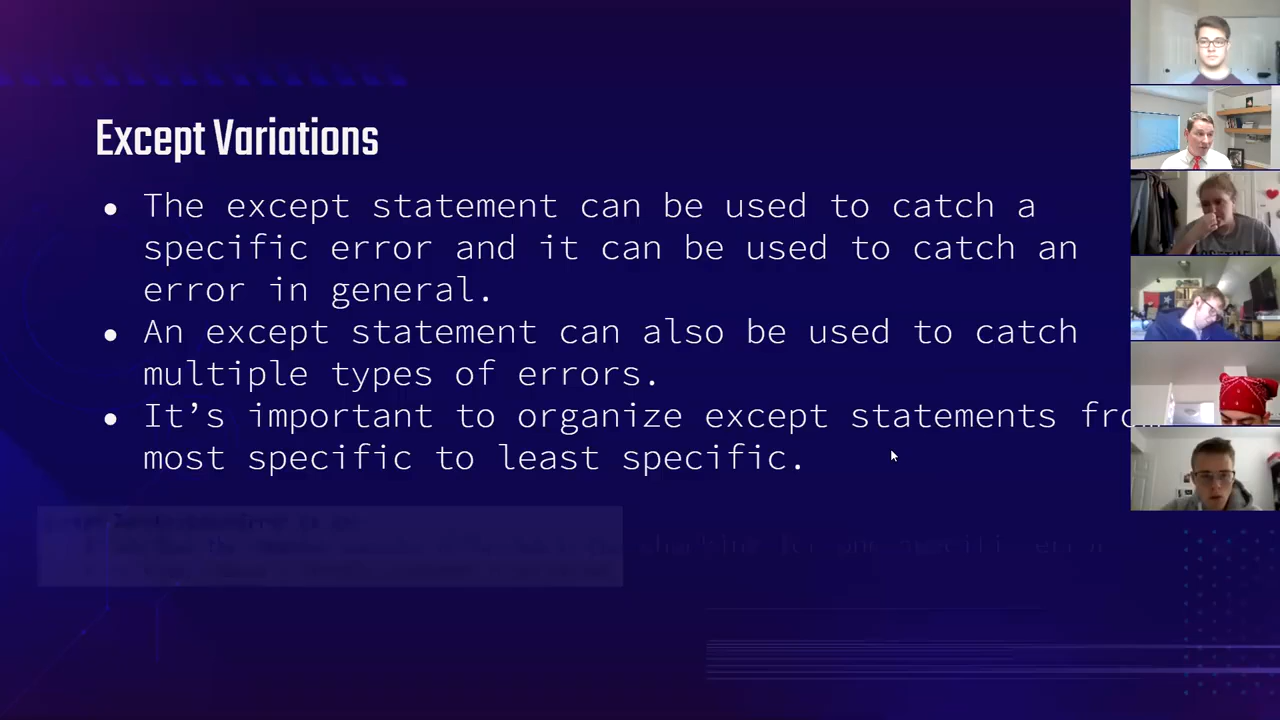 Except Variations
• The except statement can be used to catch a
specific error and it can be used to catch an
error in general.
• An except statement can also be used to catch
multiple types of errors.
• It’s important to organize except statements from
most specific to least specific.